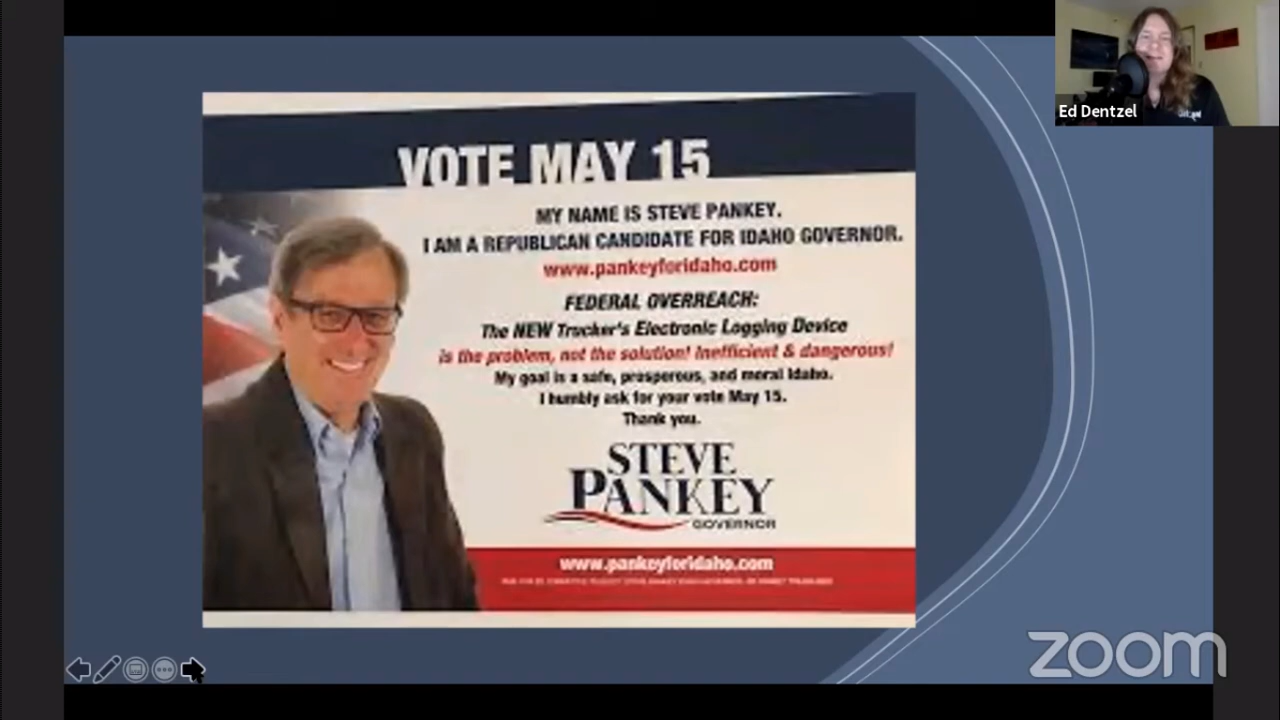 Ed Dentzel
VOTE MAY 15
MY NAME IS STEVE PANKEY.
I AM A REPUBLICAN CANDIDATE FOR IDAHO GOVERNOR.
www.pankeyforidaho.com
FEDERAL OVERREACH:
The NEW Trucker's Electronic Logging Device
is the problem, not the solution! Inefficient & dangerous!
My goal is a safe, prosperous, and moral Idaho.
I humbly ask for your vote May 15.
Thank you.
STEVE
PANKEY
GOVERNOR
www.pankeyforidaho.com
zoom